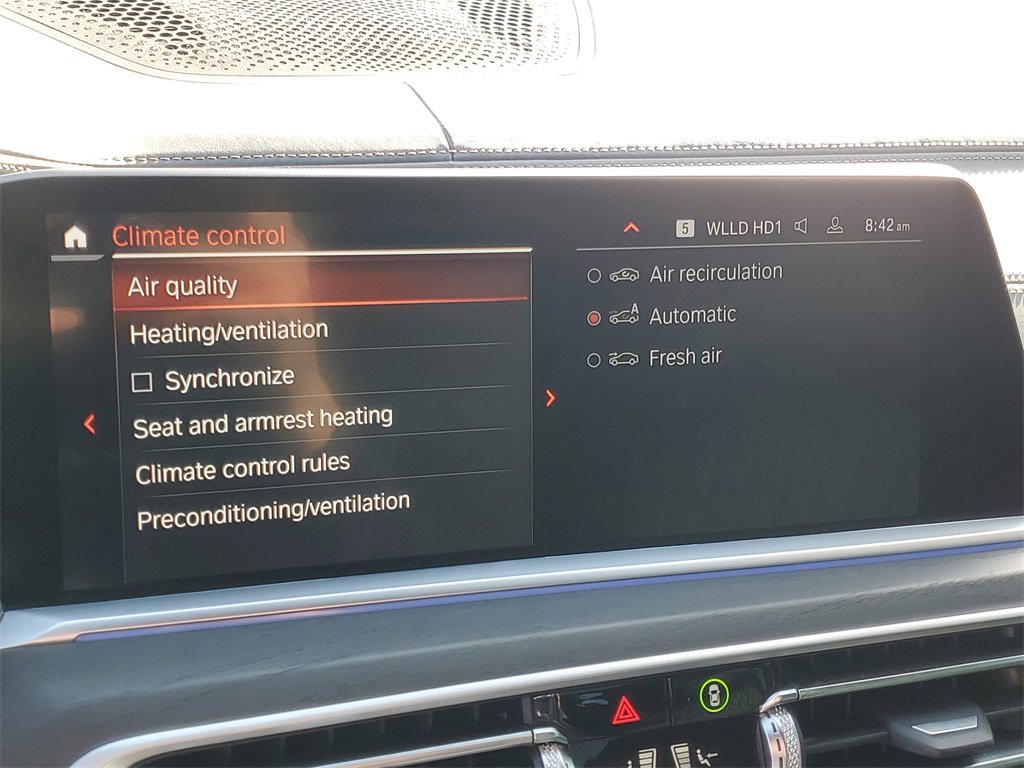 Climate control
5 WLLD HD1 8:42 am
Air quality
Heating/ventilation
Synchronize
Seat and armrest heating
Climate control rules
Preconditioning/ventilation
Air recirculation
A Automatic
Fresh air